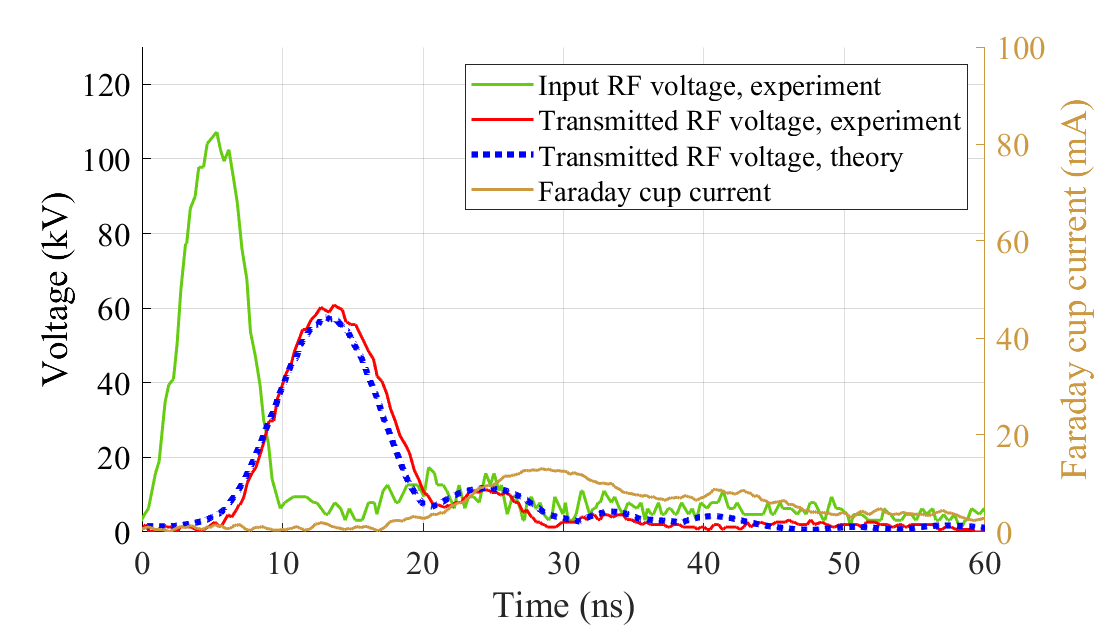 120
100
80
60
40
20
0
Voltage (kV)
0
10
20
30
40
50
60
Time (ns)
100
80
60
40
20
0
Faraday cup current (mA)
Input RF voltage, experiment
Transmitted RF voltage, experiment
Transmitted RF voltage, theory
Faraday cup current